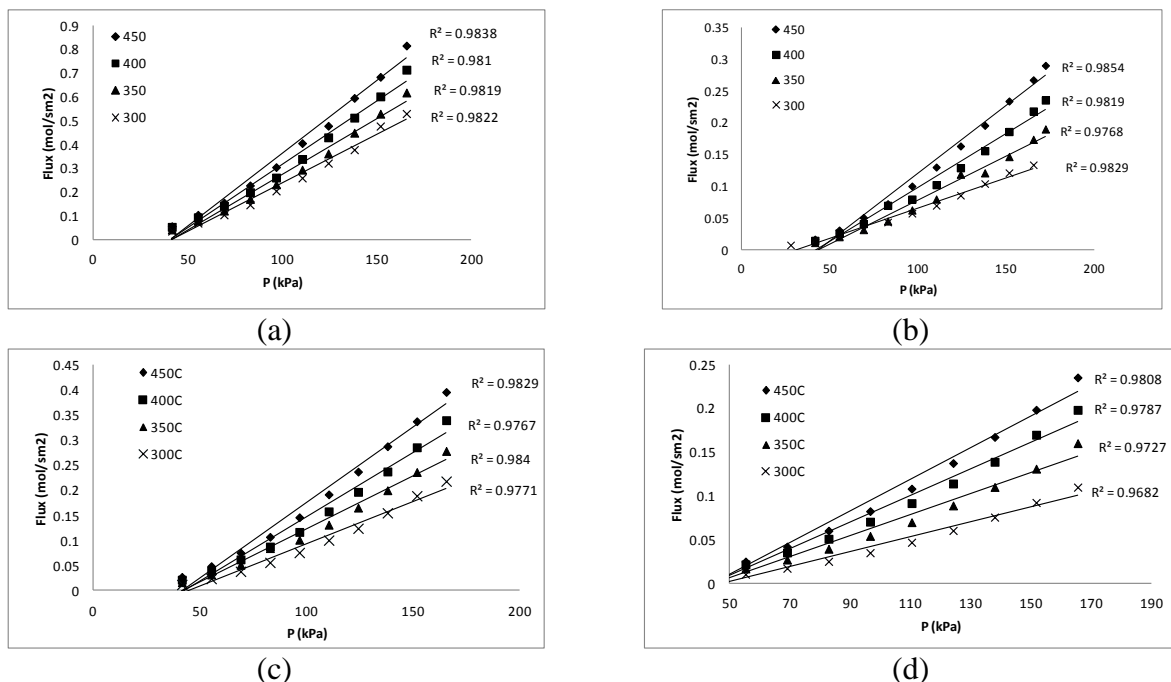 0.9
0.8
0.7
0.6
0.5
0.4
0.3
0.2
0.1
0
Flux (mol/sm2)
0 50 100 150 200
P (kPa)
450
400
350
300
R² = 0.9838
R² = 0.981
R² = 0.9819
R² = 0.9822
(a)
0.35
0.3
0.25
0.2
0.15
0.1
0.05
0
Flux (mol/sm2)
0 50 100 150 200
P (kPa)
450
400
350
300
R² = 0.9854
R² = 0.9819
R² = 0.9768
R² = 0.9829
(b)
0.45
0.4
0.35
0.3
0.25
0.2
0.15
0.1
0.05
0
Flux (mol/sm2)
0 50 100 150 200
P (kPa)
450C
400C
350C
300C
R² = 0.9829
R² = 0.9767
R² = 0.984
R² = 0.9771
(c)
0.25
0.2
0.15
0.1
0.05
0
Flux (mol/sm2)
50 70 90 110 130 150 170 190
P (kPa)
450C
400C
350C
300C
R² = 0.9808
R² = 0.9787
R² = 0.9727
R² = 0.9682
(d)